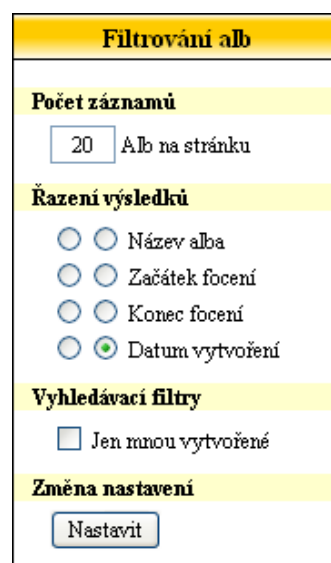 Filtrování alb
Počet záznamů
20 Alb na stránku
Řazení výsledků
Název alba
Začátek focení
Konec focení
Datum vytvoření
Vyhledávací filtry
Jen mnou vytvořené
Změna nastavení
Nastavit